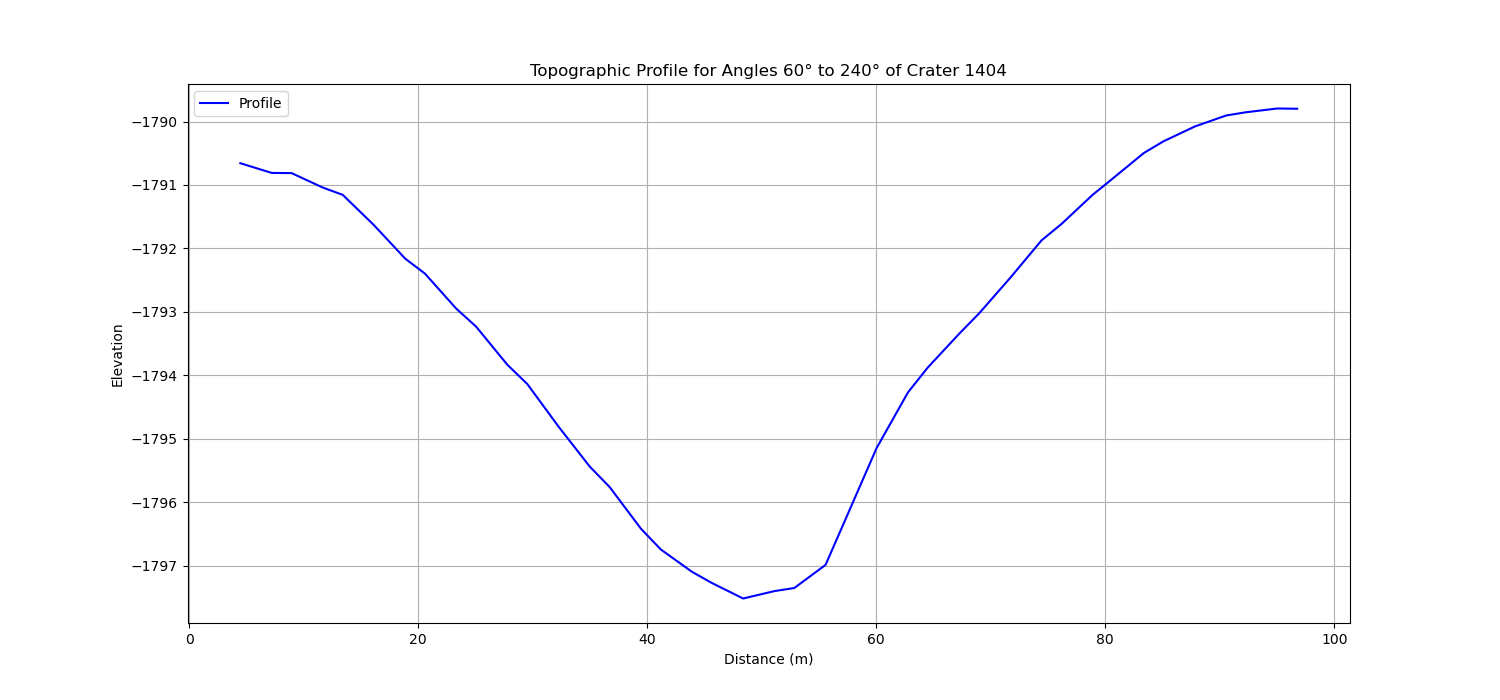 Topographic Profile for Angles 60° to 240° of Crater 1404
Profile
−1790
−1791
−1792
−1793
−1794
−1795
−1796
−1797
Elevation
0 20 40 60 80 100
Distance (m)